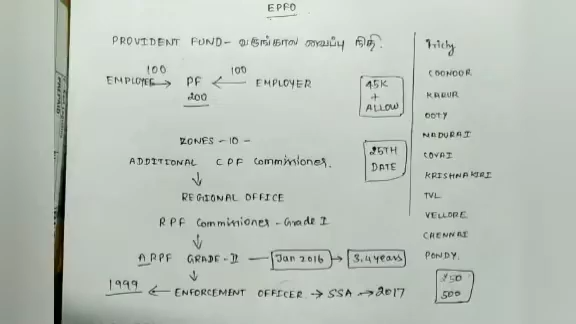 EPFO
PROVIDENT FUND - வருங்கால வைப்பு நிதி.
100 100
EMPLOYEE → PF ← EMPLOYER
200
45K
+
ALLOW
ZONES - 10 -
ADDITIONAL CPF Commissioner.
25TH
DATE
↓
REGIONAL OFFICE
RPF Commissioner - Grade I
↓
ARPF GRADE - II — Jan 2016 → 3.4 years
↓
1999 ← ENFORCEMENT OFFICER → SSA → 2017
Trichy
COONOOR
KARUR
OOTY
MADURAI
COVAI
KRISHNAKIRI
TVL
VELLORE
CHENNAI
PONDY.
250
500